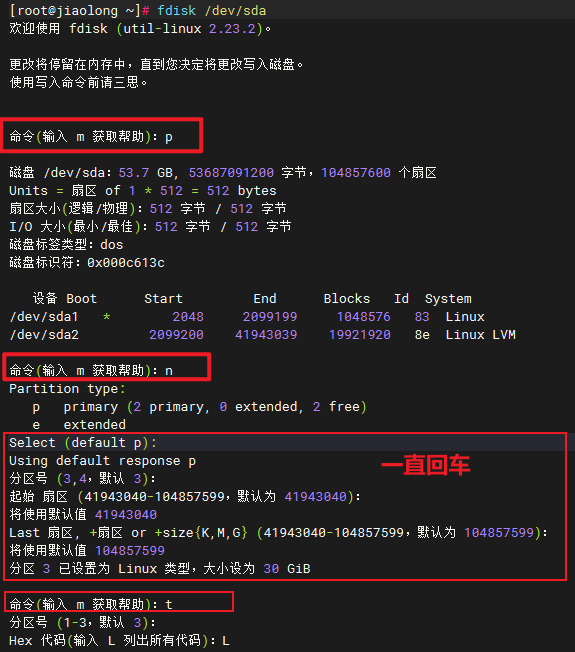 [root@jiaolong ~]# fdisk /dev/sda
欢迎使用 fdisk (util-linux 2.23.2)。
更改将停留在内存中，直到您决定将更改写入磁盘。
使用写入命令前请三思。
命令(输入 m 获取帮助)：p
磁盘 /dev/sda：53.7 GB, 53687091200 字节，104857600 个扇区
Units = 扇区 of 1 * 512 = 512 bytes
扇区大小(逻辑/物理)：512 字节 / 512 字节
I/O 大小(最小/最佳)：512 字节 / 512 字节
磁盘标签类型：dos
磁盘标识符：0x000c613c
设备 Boot Start End Blocks Id System
/dev/sda1 * 2048 2099199 1048576 83 Linux
/dev/sda2 2099200 41943039 19921920 8e Linux LVM
命令(输入 m 获取帮助)：n
Partition type:
p primary (2 primary, 0 extended, 2 free)
e extended
Select (default p):
Using default response p
一直回车
分区号 (3,4，默认 3)：
起始 扇区 (41943040-104857599，默认为 41943040)：
将使用默认值 41943040
Last 扇区, +扇区 or +size{K,M,G} (41943040-104857599，默认为 104857599)：
将使用默认值 104857599
分区 3 已设置为 Linux 类型，大小设为 30 GiB
命令(输入 m 获取帮助)：t
分区号 (1-3，默认 3)：
Hex 代码(输入 L 列出所有代码)：L